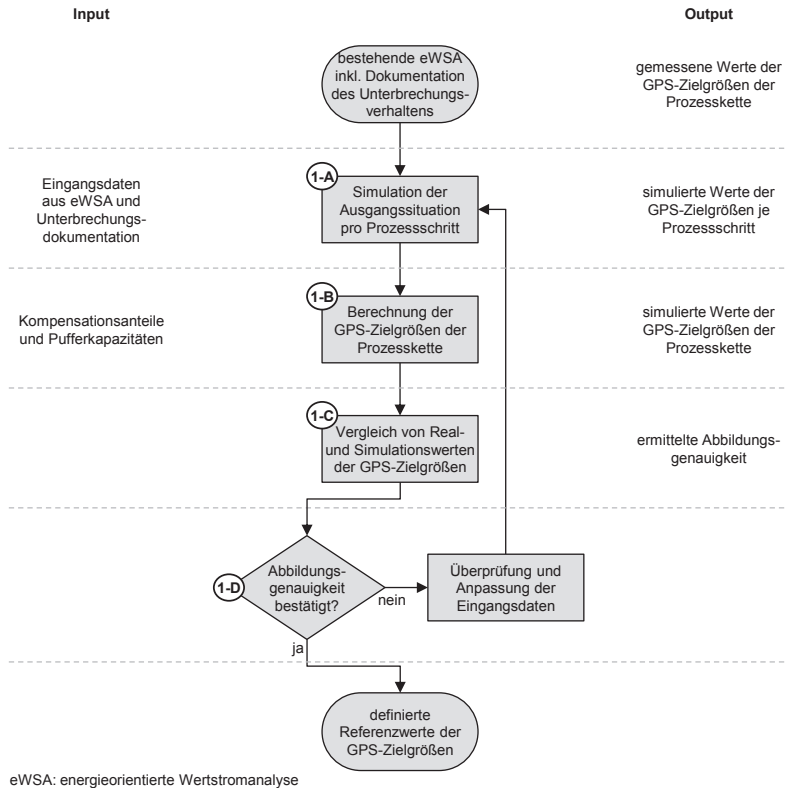 Input
Output
bestehende eWSA
inkl. Dokumentation
des Unterbrechungs-
verhaltens
gemessene Werte der
GPS-Zielgrößen der
Prozesskette
Eingangsdaten
aus eWSA und
Unterbrechungs-
dokumentation
1-A
Simulation der
Ausgangssituation
pro Prozessschritt
simulierte Werte der
GPS-Zielgrößen je
Prozessschritt
Kompensationsanteile
und Pufferkapazitäten
1-B
Berechnung der
GPS-Zielgrößen der
Prozesskette
simulierte Werte der
GPS-Zielgrößen der
Prozesskette
1-C
Vergleich von Real-
und Simulationswerten
der GPS-Zielgrößen
ermittelte Abbildungs-
genauigkeit
1-D
Abbildungs-
genauigkeit
bestätigt?
nein
Überprüfung und
Anpassung der
Eingangsdaten
ja
definierte
Referenzwerte der
GPS-Zielgrößen
eWSA: energieorientierte Wertstromanalyse